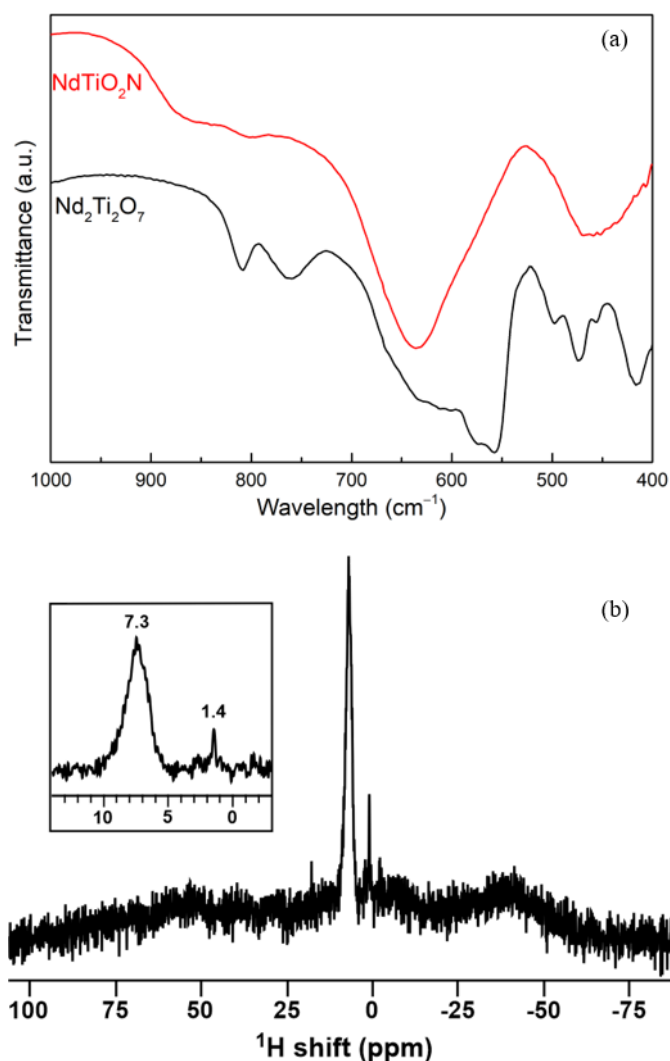 (a)
NdTiO₂N
Nd₂Ti₂O₇
Transmittance (a.u.)
1000 900 800 700 600 500 400
Wavelength (cm⁻¹)
(b)
7.3
1.4
10 5 0
100 75 50 25 0 -25 -50 -75
¹H shift (ppm)